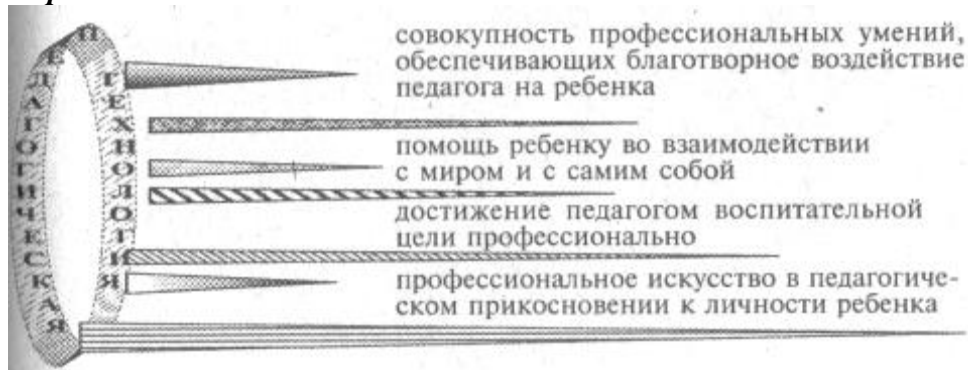 ПЕДАГОГИЧЕСКАЯ
ТЕХНОЛОГИЯ
совокупность профессиональных умений,
обеспечивающих благотворное воздействие
педагога на ребенка
помощь ребенку во взаимодействии
с миром и с самим собой
достижение педагогом воспитательной
цели профессионально
профессиональное искусство в педагогиче-
ском прикосновении к личности ребенка